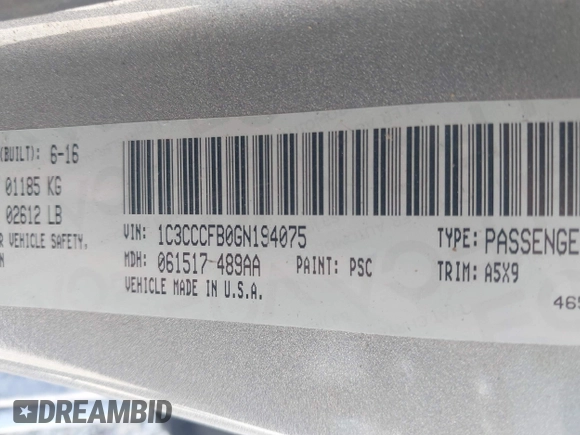 (BUILT): 6-16
01185 KG
02612 LB
VEHICLE SAFETY,
VIN: 1C3CCCFB0GN194075
TYPE: PASSENGE
MDH: 061517-489AA PAINT: PSC TRIM: A5X9
VEHICLE MADE IN U.S.A.
465
DREAMBID